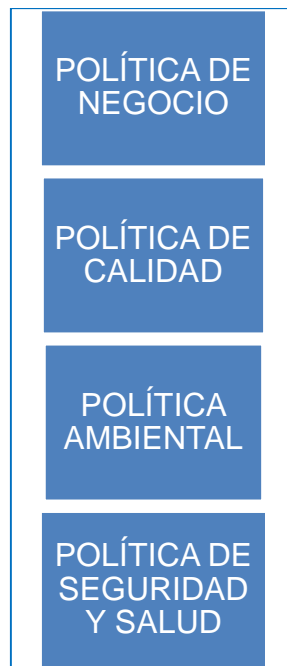 POLÍTICA DE
NEGOCIO
POLÍTICA DE
CALIDAD
POLÍTICA
AMBIENTAL
POLÍTICA DE
SEGURIDAD
Y SALUD